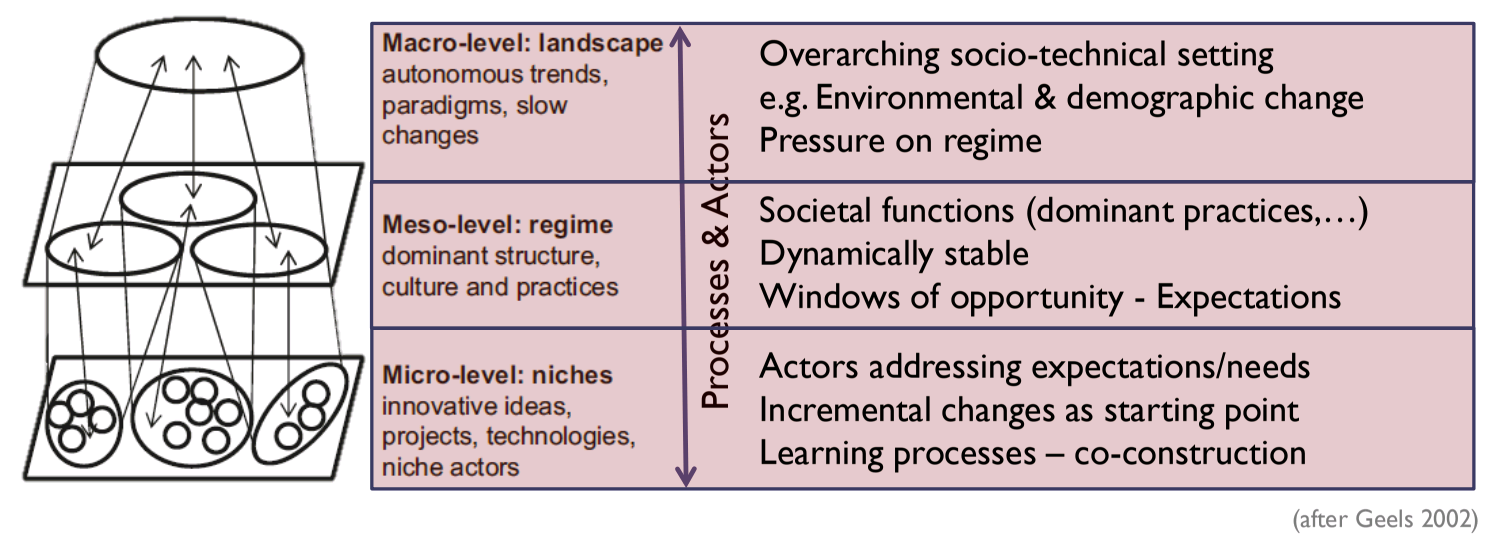 Macro-level: landscape
autonomous trends,
paradigms, slow
changes
Overarching socio-technical setting
e.g. Environmental & demographic change
Pressure on regime
Processes & Actors
Meso-level: regime
dominant structure,
culture and practices
Societal functions (dominant practices,…)
Dynamically stable
Windows of opportunity - Expectations
Micro-level: niches
innovative ideas,
projects, technologies,
niche actors
Actors addressing expectations/needs
Incremental changes as starting point
Learning processes – co-construction
(after Geels 2002)